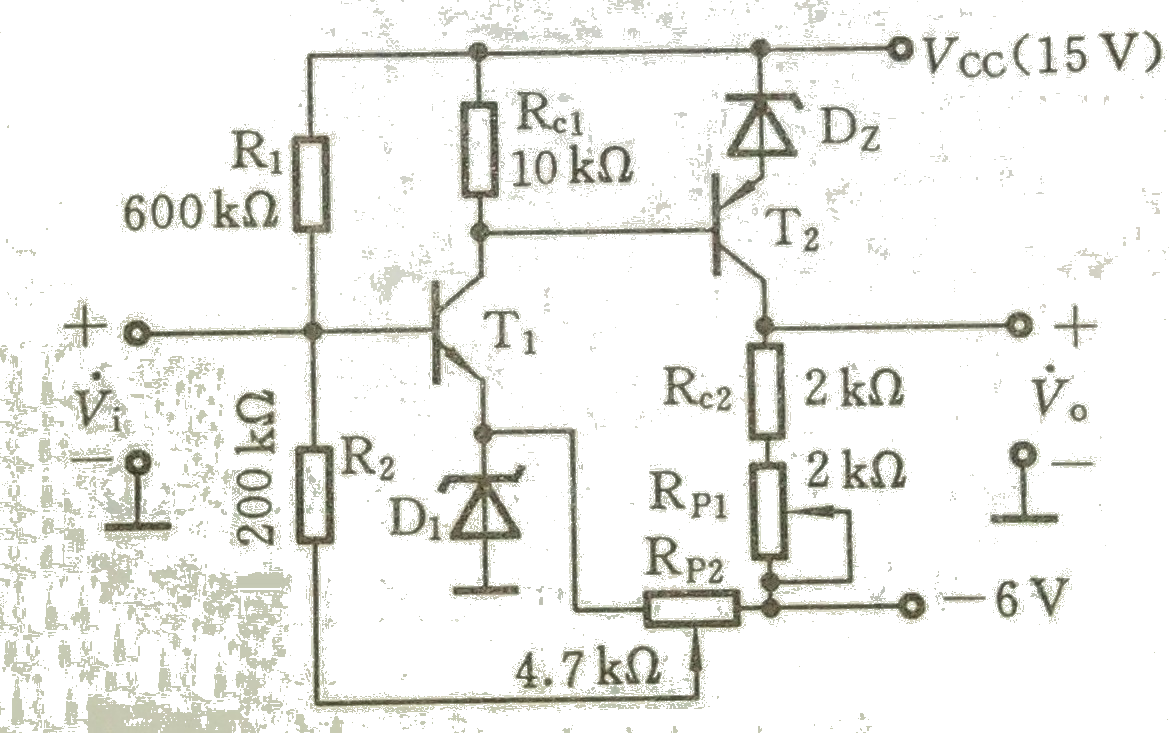 V_CC(15 V)
R_c1
10 kΩ
D_Z
R_1
600 kΩ
T_2
+
T_1
+
V̇_i
−
200 kΩ
R_2
D_1
R_c2
2 kΩ
V̇_o
−
R_P1
2 kΩ
R_P2
4.7 kΩ
−6 V